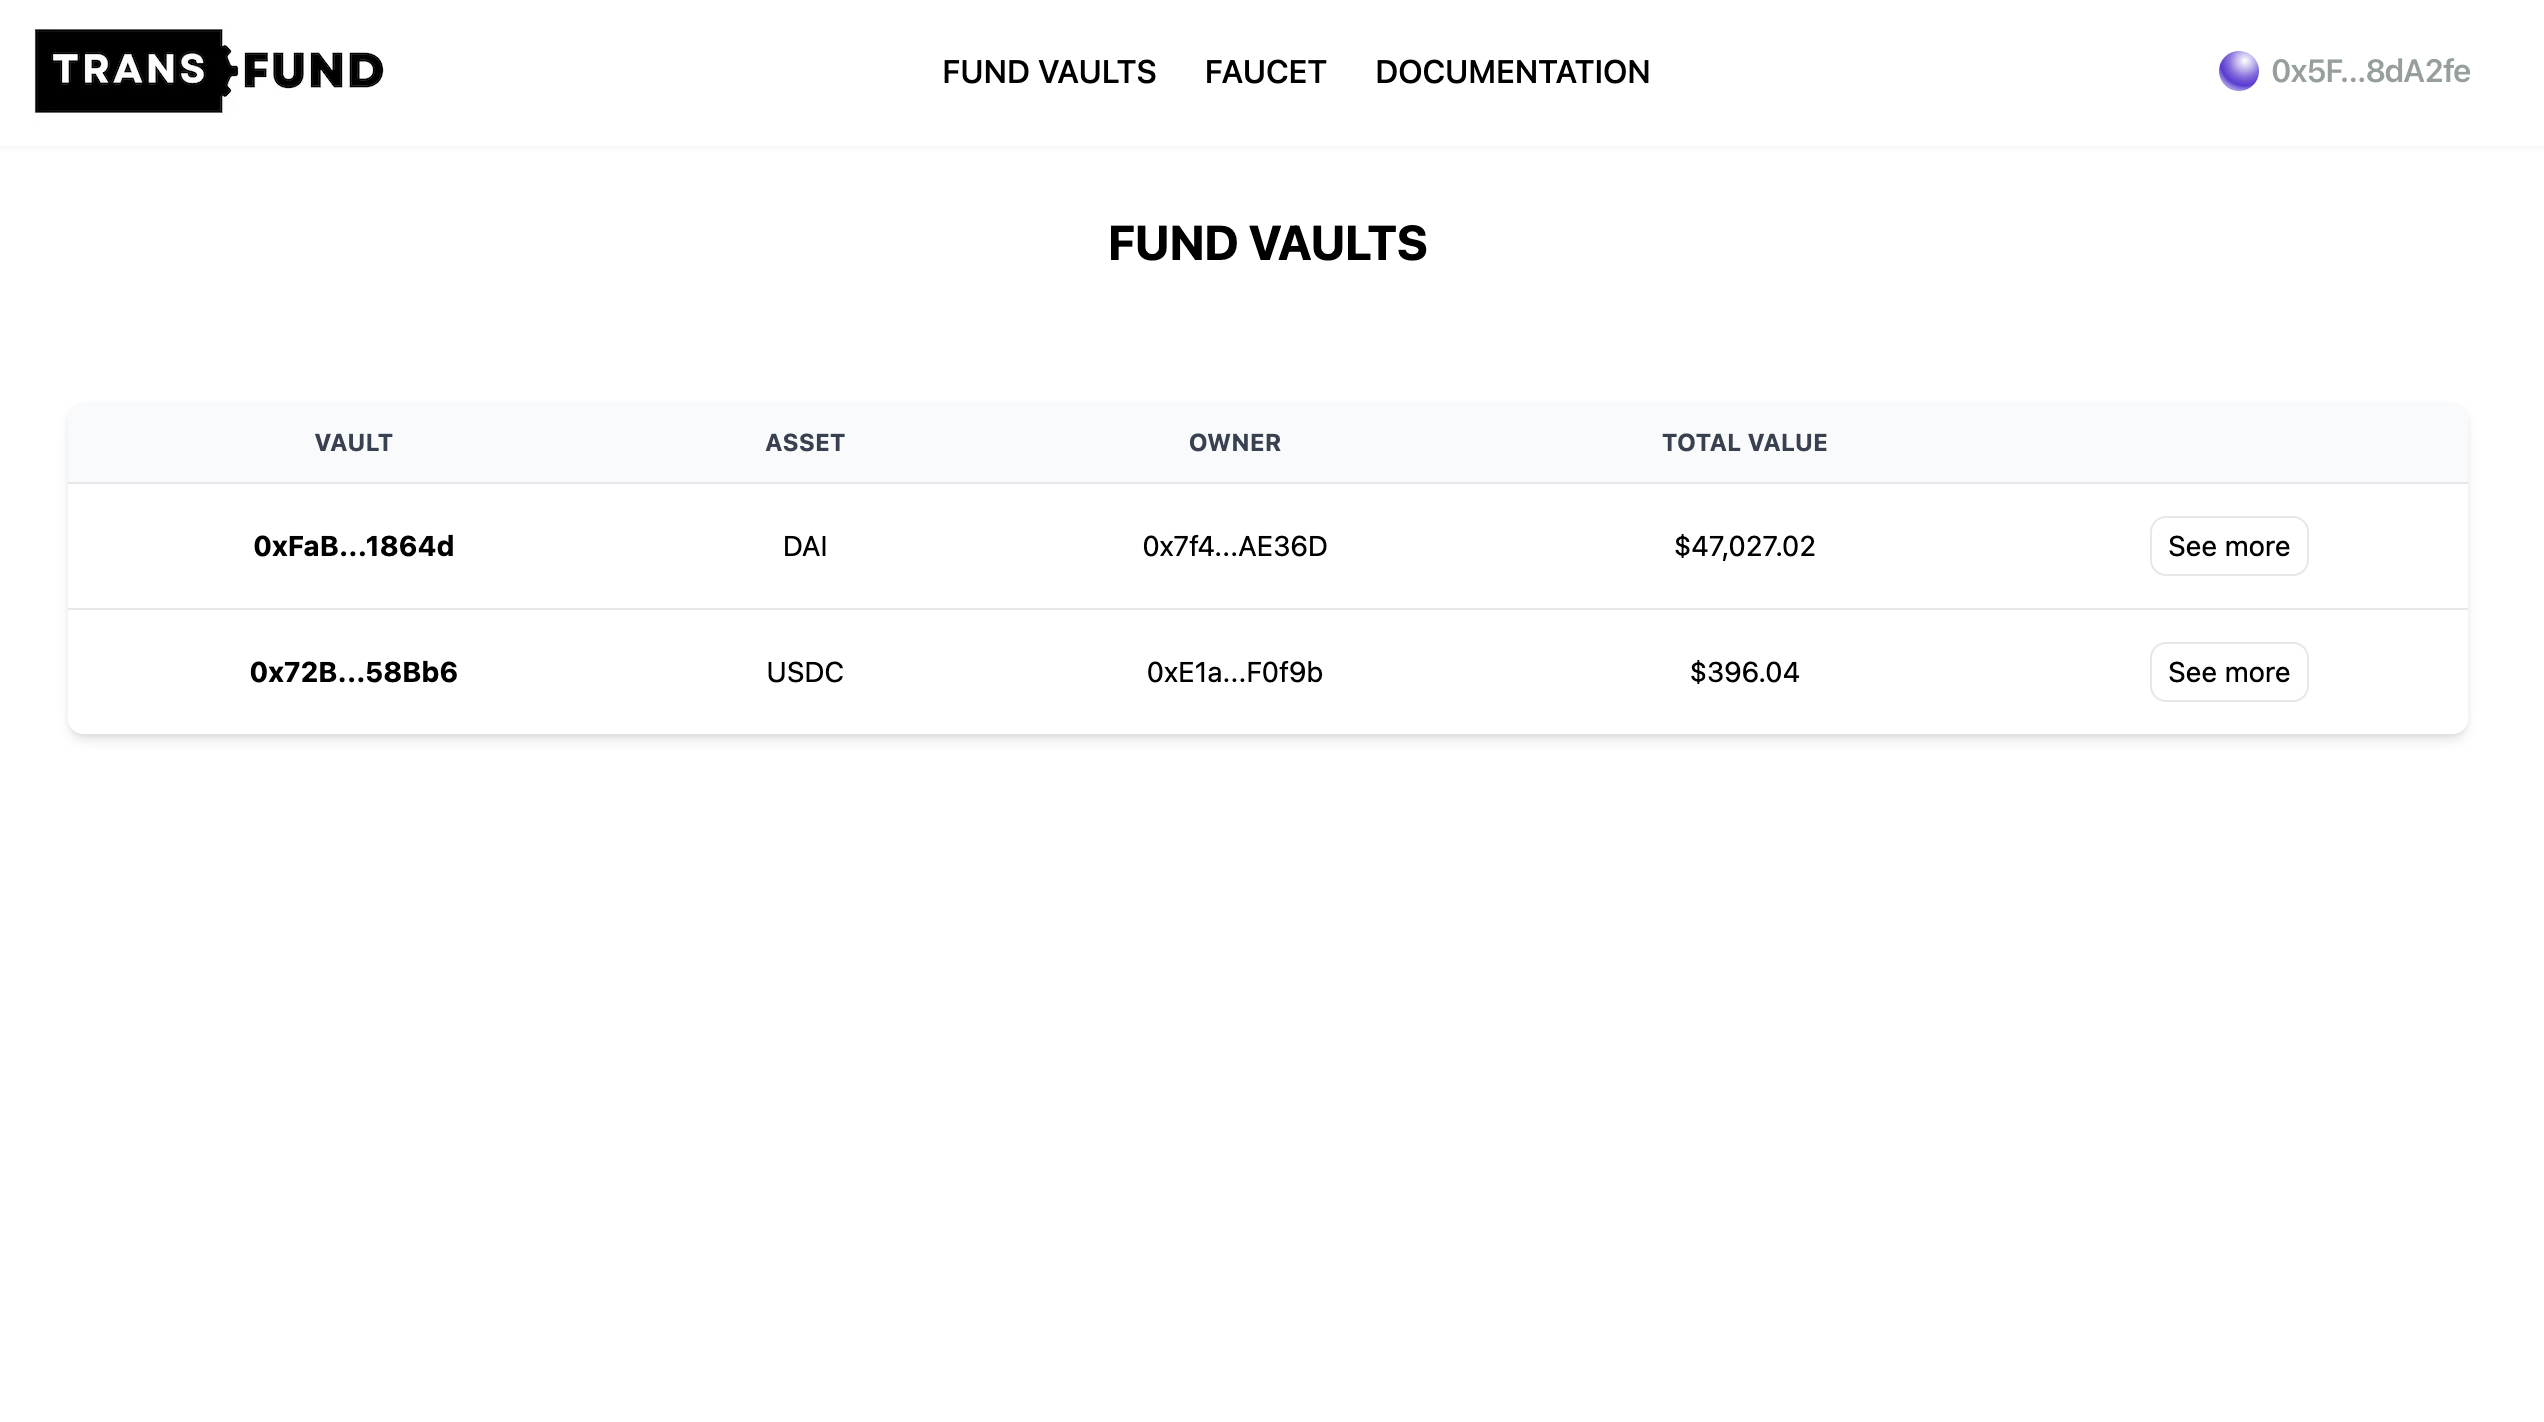 TRANS FUND
FUND VAULTS FAUCET DOCUMENTATION
0x5F...8dA2fe
FUND VAULTS
VAULT ASSET OWNER TOTAL VALUE
0xFaB...1864d DAI 0x7f4...AE36D $47,027.02 See more
0x72B...58Bb6 USDC 0xE1a...F0f9b $396.04 See more